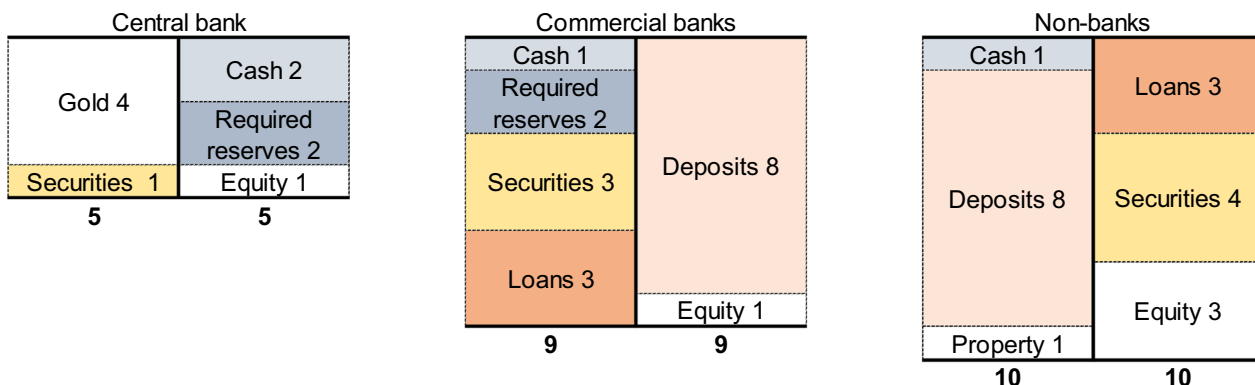 Central bank
Gold 4
Securities 1
5
Cash 2
Required
reserves 2
Equity 1
5
Commercial banks
Cash 1
Required
reserves 2
Securities 3
Loans 3
9
Deposits 8
Equity 1
9
Non-banks
Cash 1
Deposits 8
Property 1
10
Loans 3
Securities 4
Equity 3
10